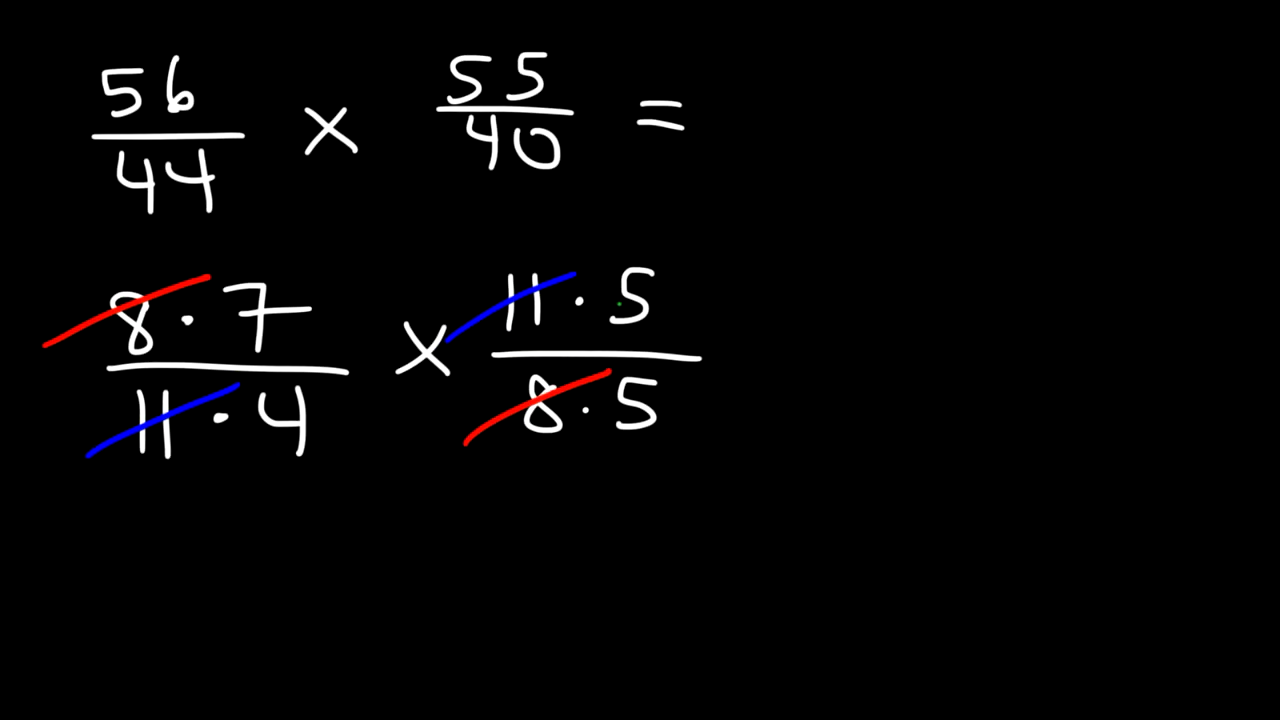 56/44 × 55/40 =
8·7/11·4 × 11·5/8·5